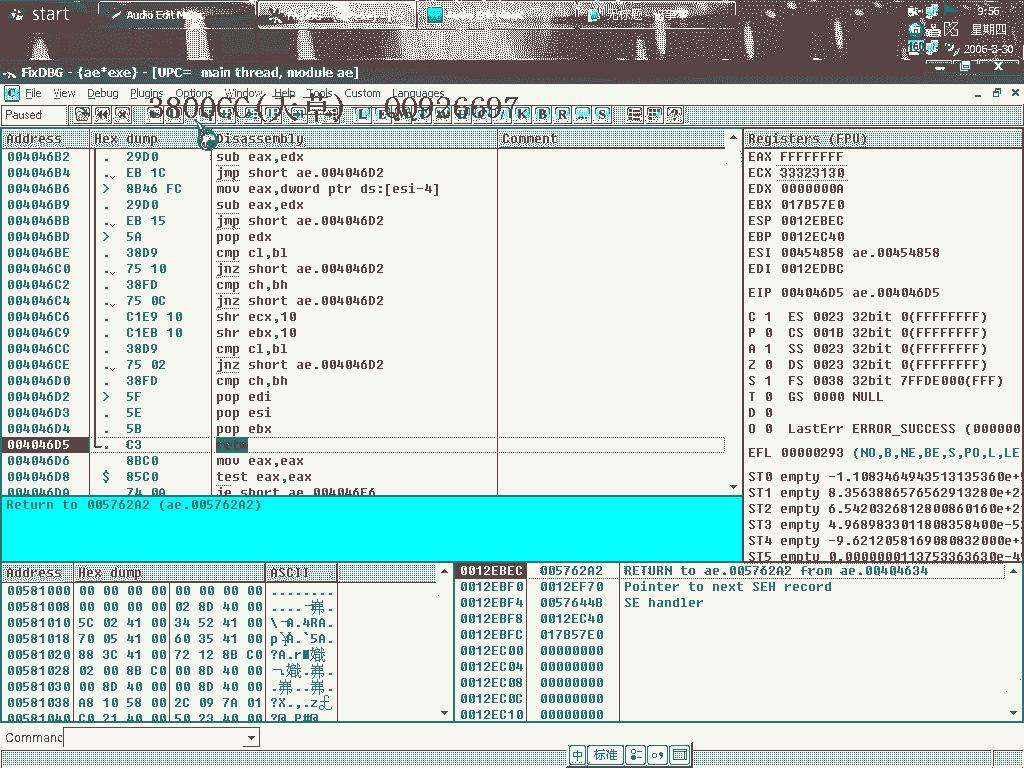 start
Audio Edit M
9:56
星期四
160
2006-3-30
FixDBG - {ae*exe} - [UPC= main thread, module ae]
File View Debug Plugins Options Window Help Tools Custom Languages
3800CC(天草) 00926697
Paused
L E K B R ... S
Address Hex dump Disassembly Comment
004046B2 . 29D0 sub eax,edx
004046B4 . EB 1C jmp short ae.004046D2
004046B6 > 8B46 FC mov eax,dword ptr ds:[esi-4]
004046B9 . 29D0 sub eax,edx
004046BB . EB 15 jmp short ae.004046D2
004046BD > 5A pop edx
004046BE . 38D9 cmp cl,bl
004046C0 . 75 10 jnz short ae.004046D2
004046C2 . 38FD cmp ch,bh
004046C4 . 75 0C jnz short ae.004046D2
004046C6 . C1E9 10 shr ecx,10
004046C9 . C1EB 10 shr ebx,10
004046CC . 38D9 cmp cl,bl
004046CE . 75 02 jnz short ae.004046D2
004046D0 . 38FD cmp ch,bh
004046D2 > 5F pop edi
004046D3 . 5E pop esi
004046D4 . 5B pop ebx
004046D5 . C3 retn
004046D6 8BC0 mov eax,eax
004046D8 $ 85C0 test eax,eax
004046DA . 74 0A je short ae.004046E6
Registers (FPU)
EAX FFFFFFFF
ECX 33323130
EDX 0000000A
EBX 017B57E0
ESP 0012EBEC
EBP 0012EC40
ESI 00454858 ae.00454858
EDI 0012EDBC
EIP 004046D5 ae.004046D5
C 1 ES 0023 32bit 0(FFFFFFFF)
P 0 CS 001B 32bit 0(FFFFFFFF)
A 1 SS 0023 32bit 0(FFFFFFFF)
Z 0 DS 0023 32bit 0(FFFFFFFF)
S 1 FS 0038 32bit 7FFDE000(FFF)
T 0 GS 0000 NULL
D 0
O 0 LastErr ERROR_SUCCESS (000000
EFL 00000293 (NO,B,NE,BE,S,PO,L,LE
ST0 empty -1.1083464943513135360e+
ST1 empty 8.3563886576562913280e+
ST2 empty 6.5420326812800860160e+2
ST3 empty 4.9689833011808358400e-5
ST4 empty -9.6212058169080832000e+
ST5 empty 0.0000000113753363630e-4
Return to 005762A2 (ae.005762A2)
Address Hex dump ASCII
00581000 00 00 00 00 00 00 00 00 ........
00581008 00 00 00 00 02 8D 40 00
00581010 5C 02 41 00 34 52 41 00 \.A.4RA.
00581018 70 05 41 00 60 35 41 00 p.A.`5A.
00581020 88 3C 41 00 72 12 8B C0
00581028 02 00 8B C0 00 8D 40 00
00581030 00 8D 40 00 00 8D 40 00
00581038 A8 10 58 00 2C 09 7A 01
00581040 C0 21 40 00 50 23 40 00 ?@.P#@
0012EBEC 005762A2 RETURN to ae.005762A2 from ae.00404634
0012EBF0 0012EF70 Pointer to next SEH record
0012EBF4 0057644B SE handler
0012EBF8 0012EC40
0012EBFC 017B57E0
0012EC00 00000000
0012EC04 00000000
0012EC08 00000000
0012EC0C 00000000
0012EC10 00000000
Command
中 标准